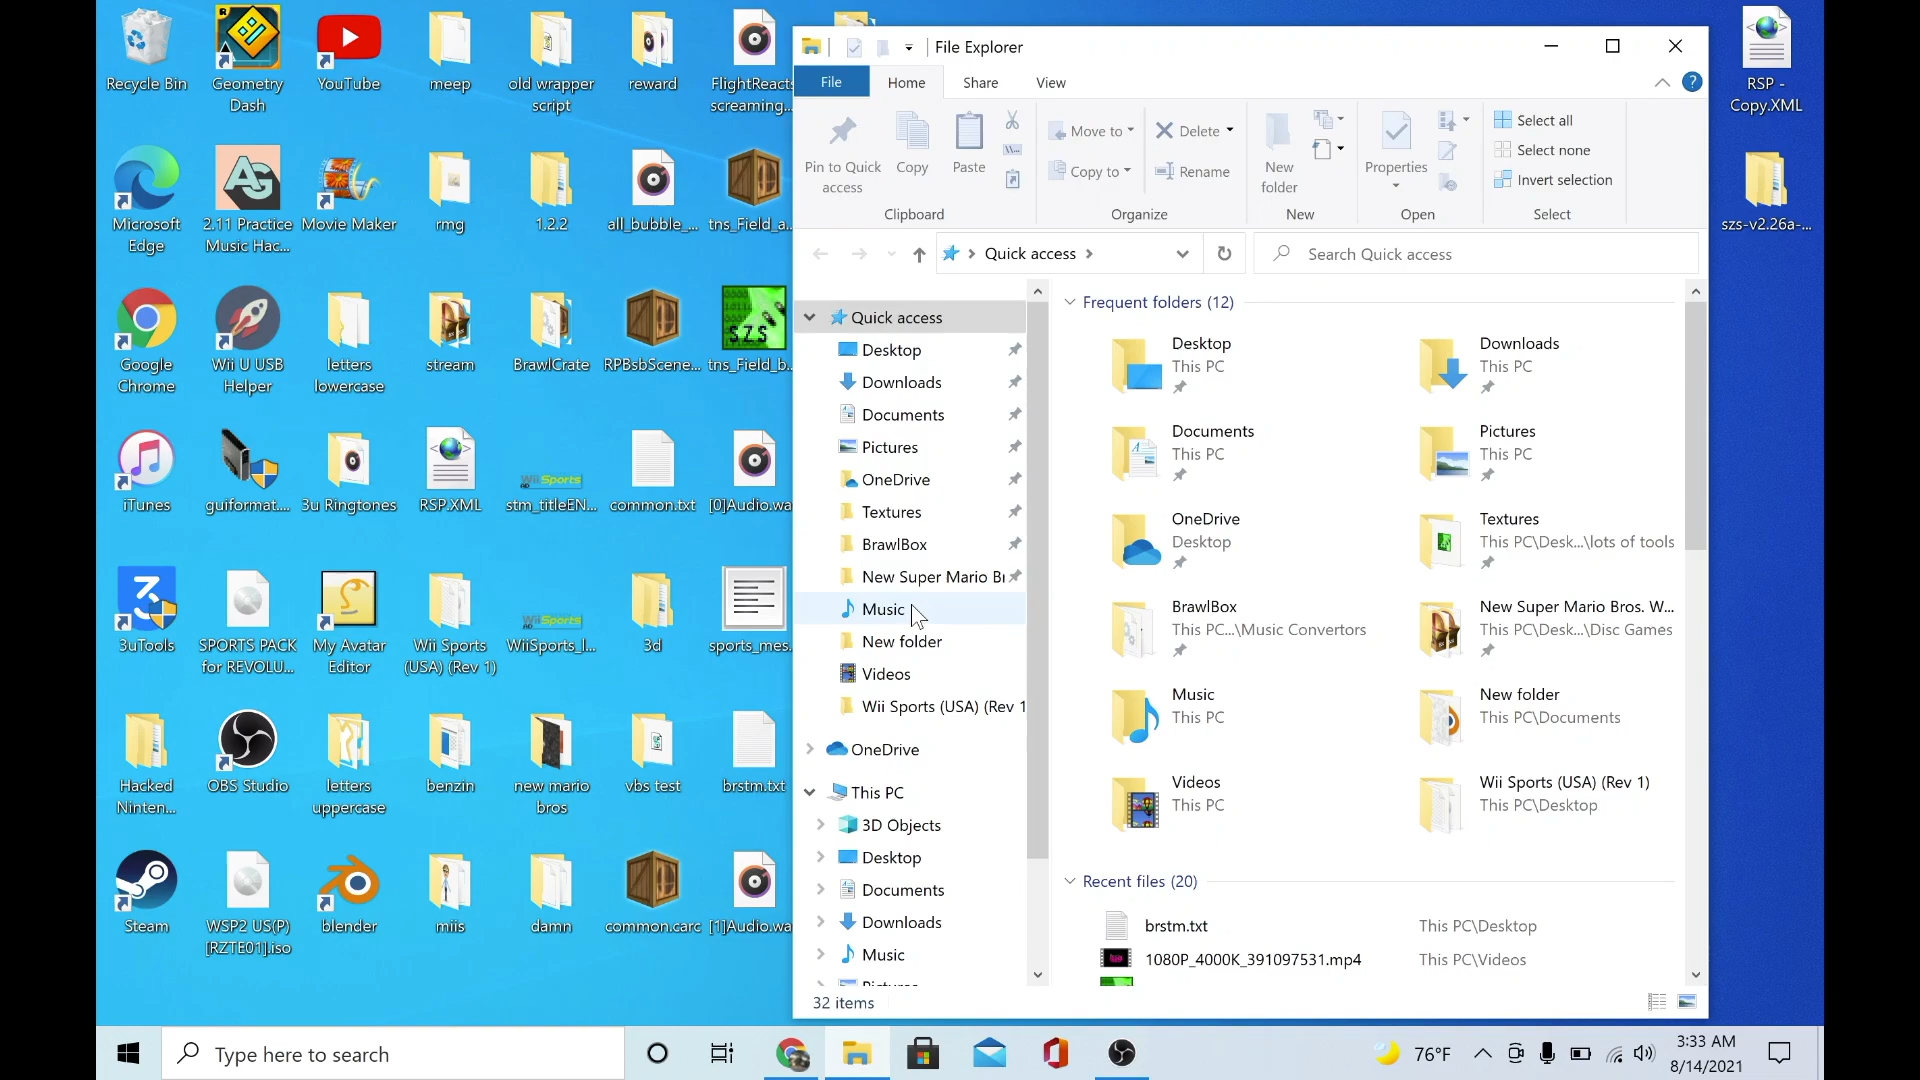 Recycle Bin
Geometry
Dash
YouTube
meep
old wrapper
script
reward
FlightReacts
screaming...
Microsoft
Edge
2.11 Practice
Music Hac...
Movie Maker
rmg
1.2.2
all_bubble_...
tns_Field_a...
Google
Chrome
Wii U USB
Helper
letters
lowercase
stream
BrawlCrate
RPBsbScene...
SZS
tns_Field_b...
iTunes
guiformat....
3u Ringtones
RSP.XML
Wii Sports
stm_titleEN...
common.txt
[0]Audio.wa
3uTools
SPORTS PACK
for REVOLU...
My Avatar
Editor
Wii Sports
(USA) (Rev 1)
WiiSports_l...
3d
sports_mes.
Hacked
Ninten...
OBS Studio
letters
uppercase
benzin
new mario
bros
vbs test
brstm.txt
Steam
WSP2 US(P)
[RZTE01].iso
blender
miis
damn
common.carc
[1]Audio.wa
File Explorer
File
Home
Share
View
Pin to Quick
access
Copy
Paste
Move to
Copy to
Delete
Rename
New
folder
Properties
Select all
Select none
Invert selection
Clipboard
Organize
New
Open
Select
Quick access
Search Quick access
Quick access
Desktop
Downloads
Documents
Pictures
OneDrive
Textures
BrawlBox
New Super Mario Br
Music
New folder
Videos
Wii Sports (USA) (Rev 1
OneDrive
This PC
3D Objects
Desktop
Documents
Downloads
Music
Pictures
Frequent folders (12)
Desktop
This PC
Downloads
This PC
Documents
This PC
Pictures
This PC
OneDrive
Desktop
Textures
This PC\Desk...\lots of tools
BrawlBox
This PC...\Music Convertors
New Super Mario Bros. W...
This PC\Desk...\Disc Games
Music
This PC
New folder
This PC\Documents
Videos
This PC
Wii Sports (USA) (Rev 1)
This PC\Desktop
Recent files (20)
brstm.txt
This PC\Desktop
1080P_4000K_391097531.mp4
This PC\Videos
32 items
RSP -
Copy.XML
szs-v2.26a-...
Type here to search
76°F
3:33 AM
8/14/2021